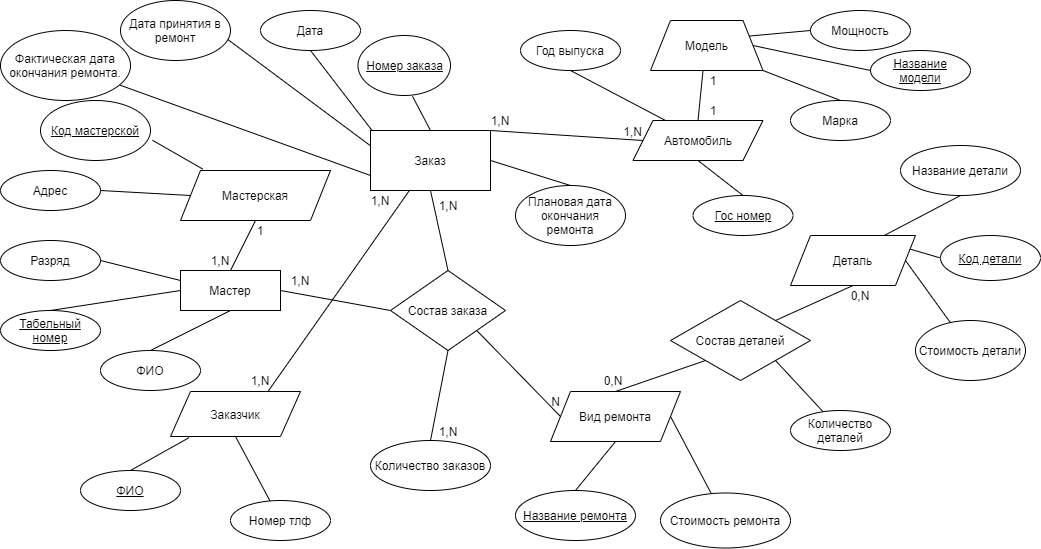 Дата принятия в
ремонт
Дата
Фактическая дата
окончания ремонта.
Номер заказа
Год выпуска
Модель
Мощность
Название
модели
1
Марка
1
Код мастерской
1,N
1,N
Автомобиль
Заказ
Название детали
Адрес
Мастерская
1,N
1,N
Плановая дата
окончания
ремонта
Гос номер
1
Разряд
1,N
Деталь
Код детали
Мастер
1,N
0,N
Табельный
номер
Состав заказа
Состав деталей
Стоимость детали
ФИО
1,N
0,N
N
Заказчик
Вид ремонта
Количество
деталей
1,N
Количество заказов
ФИО
Номер тлф
Название ремонта
Стоимость ремонта